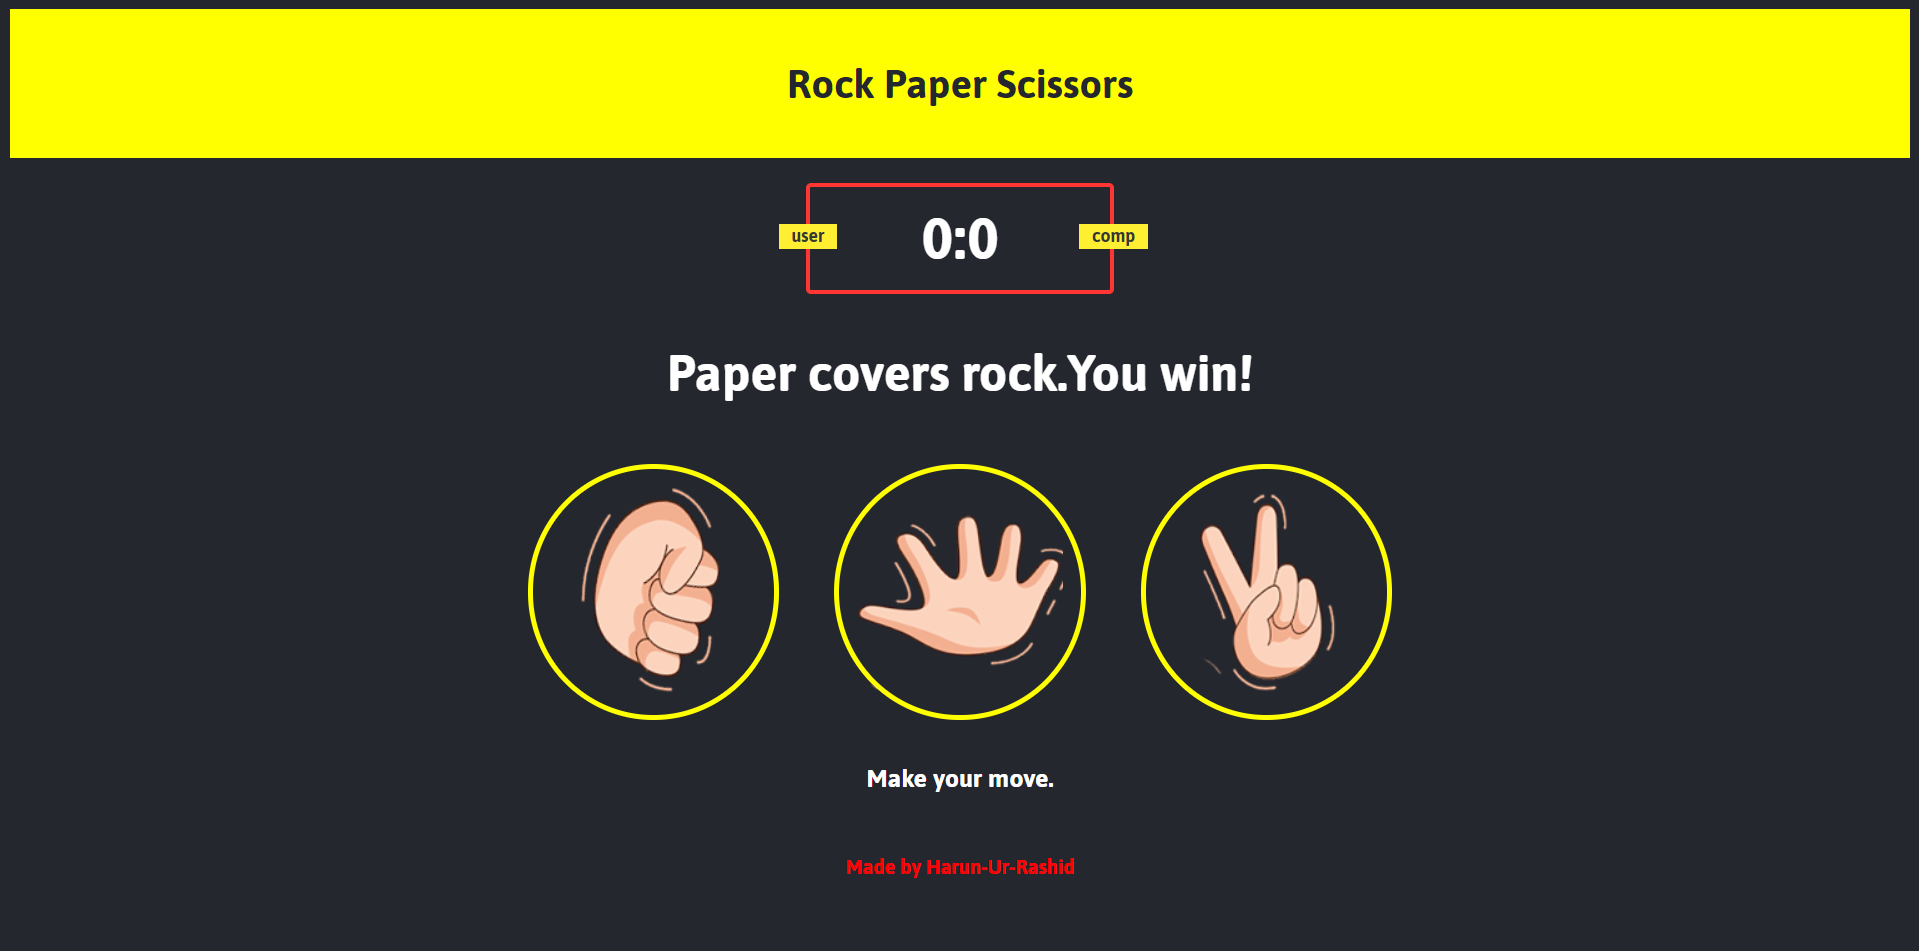 Rock Paper Scissors
user 0:0 comp
Paper covers rock.You win!
Make your move.
Made by Harun-Ur-Rashid